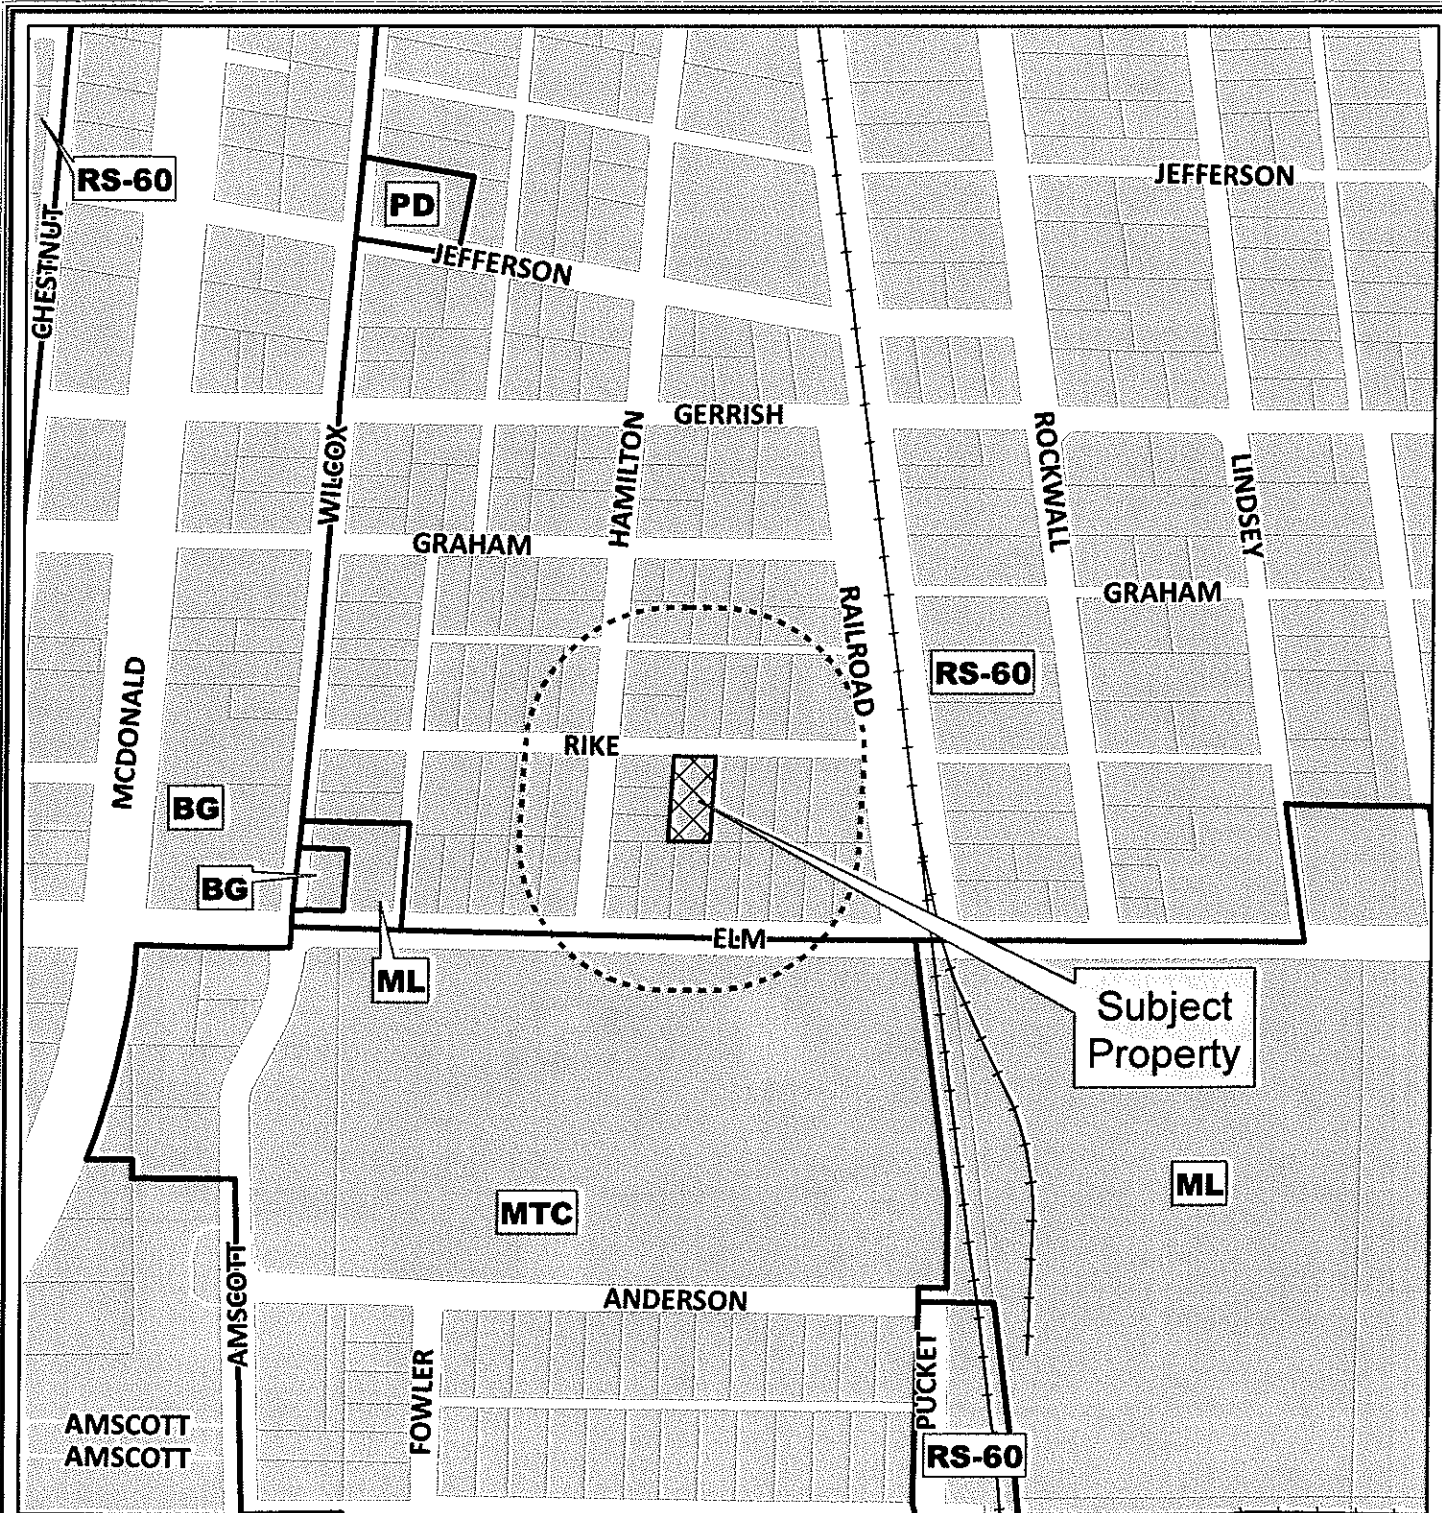 RS-60
JEFFERSON
PD
CHESTNUT
JEFFERSON
GERRISH
WILCOX
HAMILTON
ROCKWALL
LINDSEY
GRAHAM
GRAHAM
RAILROAD
RS-60
MCDONALD
RIKE
BG
BG
ELM
ML
Subject
Property
ML
MTC
AMSCOTT
ANDERSON
FOWLER
PUCKET
AMSCOTT
AMSCOTT
RS-60